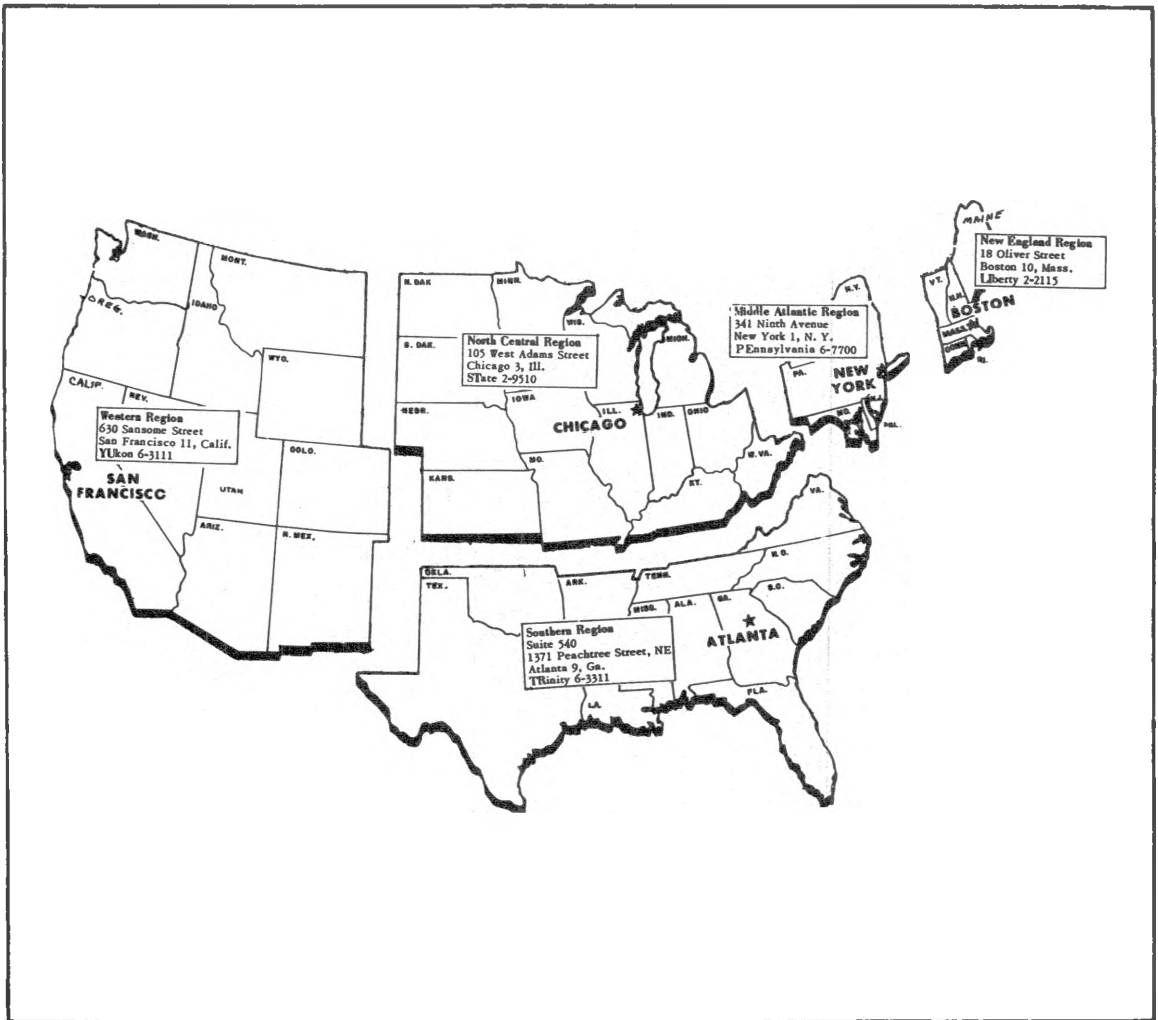 MAINE
New England Region
18 Oliver Street
Boston 10, Mass.
LIberty 2-2115
VT.
N.H.
BOSTON
MASS.
CONN.
RI.
WASH.
MONT.
OREG.
IDAHO
WYO.
CALIF.
NEV.
Western Region
630 Sansome Street
San Francisco 11, Calif.
YUkon 6-3111
SAN
FRANCISCO
UTAH
COLO.
ARIZ.
N. MEX.
N. DAK
MINN.
WIS.
S. DAK.
MICH.
North Central Region
105 West Adams Street
Chicago 3, Ill.
STate 2-9510
NEBR.
IOWA
ILL.
IND.
OHIO
CHICAGO
MO.
KANS.
KY.
W. VA.
N.Y.
Middle Atlantic Region
341 Ninth Avenue
New York 1, N. Y.
PEnnsylvania 6-7700
PA.
NEW
YORK
N.J.
MD.
DEL.
VA.
OKLA.
TEX.
ARK.
TENN.
N.C.
S.C.
MISS.
ALA.
GA.
ATLANTA
Southern Region
Suite 540
1371 Peachtree Street, NE
Atlanta 9, Ga.
TRinity 6-3311
LA.
FLA.